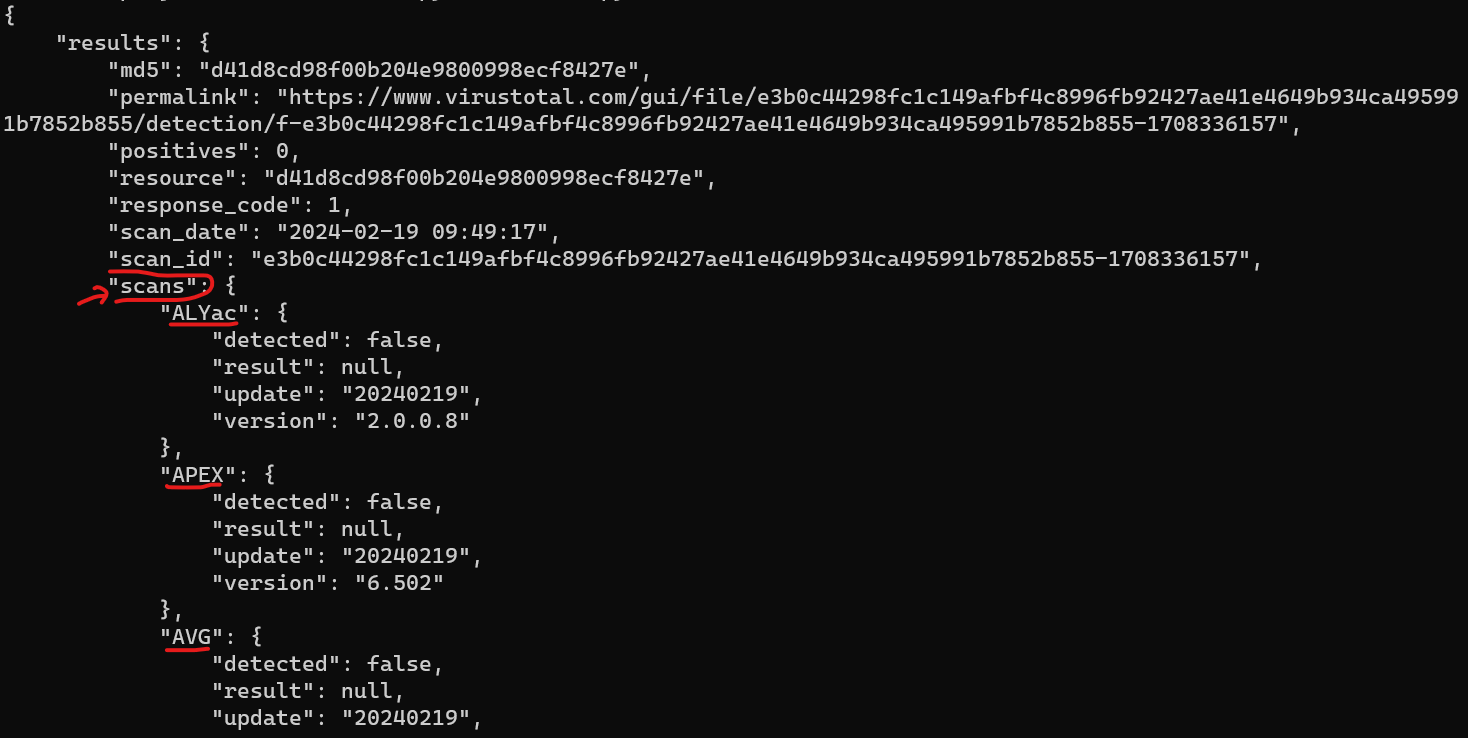 {
"results": {
"md5": "d41d8cd98f00b204e9800998ecf8427e",
"permalink": "https://www.virustotal.com/gui/file/e3b0c44298fc1c149afbf4c8996fb92427ae41e4649b934ca49599
1b7852b855/detection/f-e3b0c44298fc1c149afbf4c8996fb92427ae41e4649b934ca495991b7852b855-1708336157",
"positives": 0,
"resource": "d41d8cd98f00b204e9800998ecf8427e",
"response_code": 1,
"scan_date": "2024-02-19 09:49:17",
"scan_id": "e3b0c44298fc1c149afbf4c8996fb92427ae41e4649b934ca495991b7852b855-1708336157",
"scans": {
"ALYac": {
"detected": false,
"result": null,
"update": "20240219",
"version": "2.0.0.8"
},
"APEX": {
"detected": false,
"result": null,
"update": "20240219",
"version": "6.502"
},
"AVG": {
"detected": false,
"result": null,
"update": "20240219",